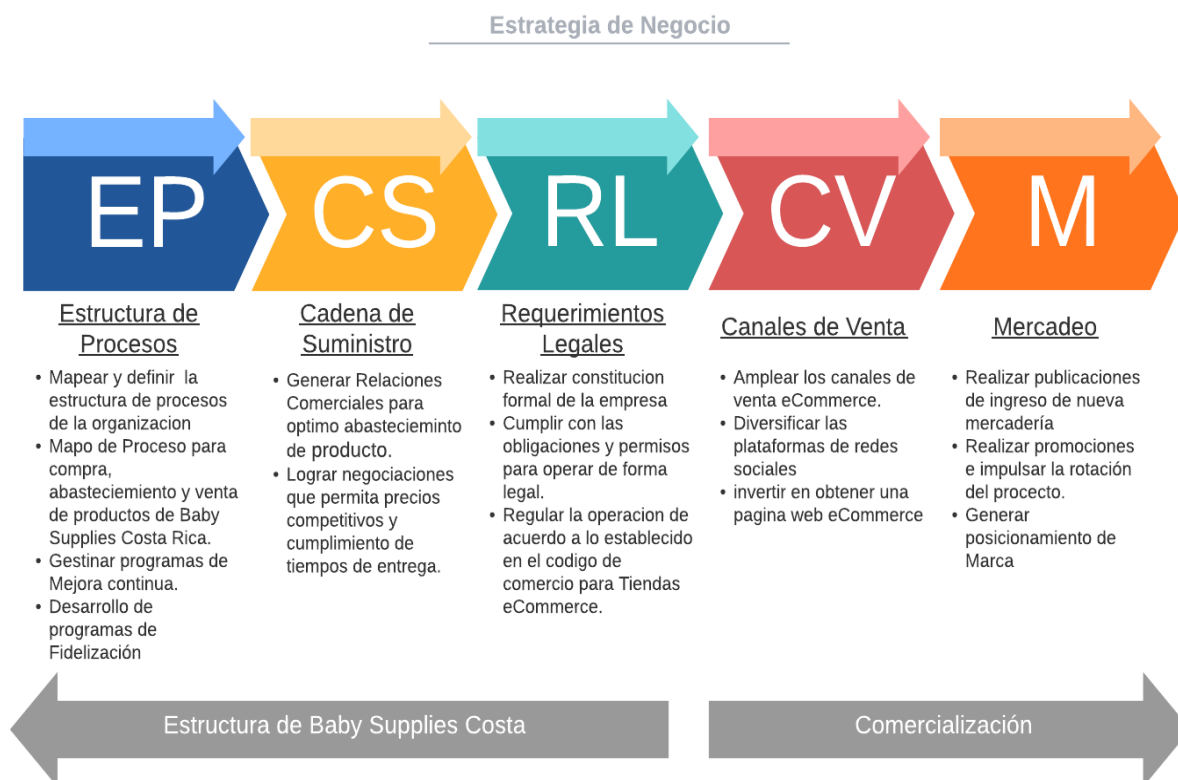 Estrategia de Negocio
EP
CS
RL
CV
M
Estructura de
Procesos
• Mapear y definir la
estructura de procesos
de la organizacion
• Mapo de Proceso para
compra,
abasteciemiento y venta
de productos de Baby
Supplies Costa Rica.
• Gestinar programas de
Mejora continua.
• Desarrollo de
programas de
Fidelización
Cadena de
Suministro
• Generar Relaciones
Comerciales para
optimo abastecieminto
de producto.
• Lograr negociaciones
que permita precios
competitivos y
cumplimiento de
tiempos de entrega.
Requerimientos
Legales
• Realizar constitucion
formal de la empresa
• Cumplir con las
obligaciones y permisos
para operar de forma
legal.
• Regular la operacion de
acuerdo a lo establecido
en el codigo de
comercio para Tiendas
eCommerce.
Canales de Venta
• Amplear los canales de
venta eCommerce.
• Diversificar las
plataformas de redes
sociales
• invertir en obtener una
pagina web eCommerce
Mercadeo
• Realizar publicaciones
de ingreso de nueva
mercadería
• Realizar promociones
e impulsar la rotación
del procecto.
• Generar
posicionamiento de
Marca
Estructura de Baby Supplies Costa
Comercialización